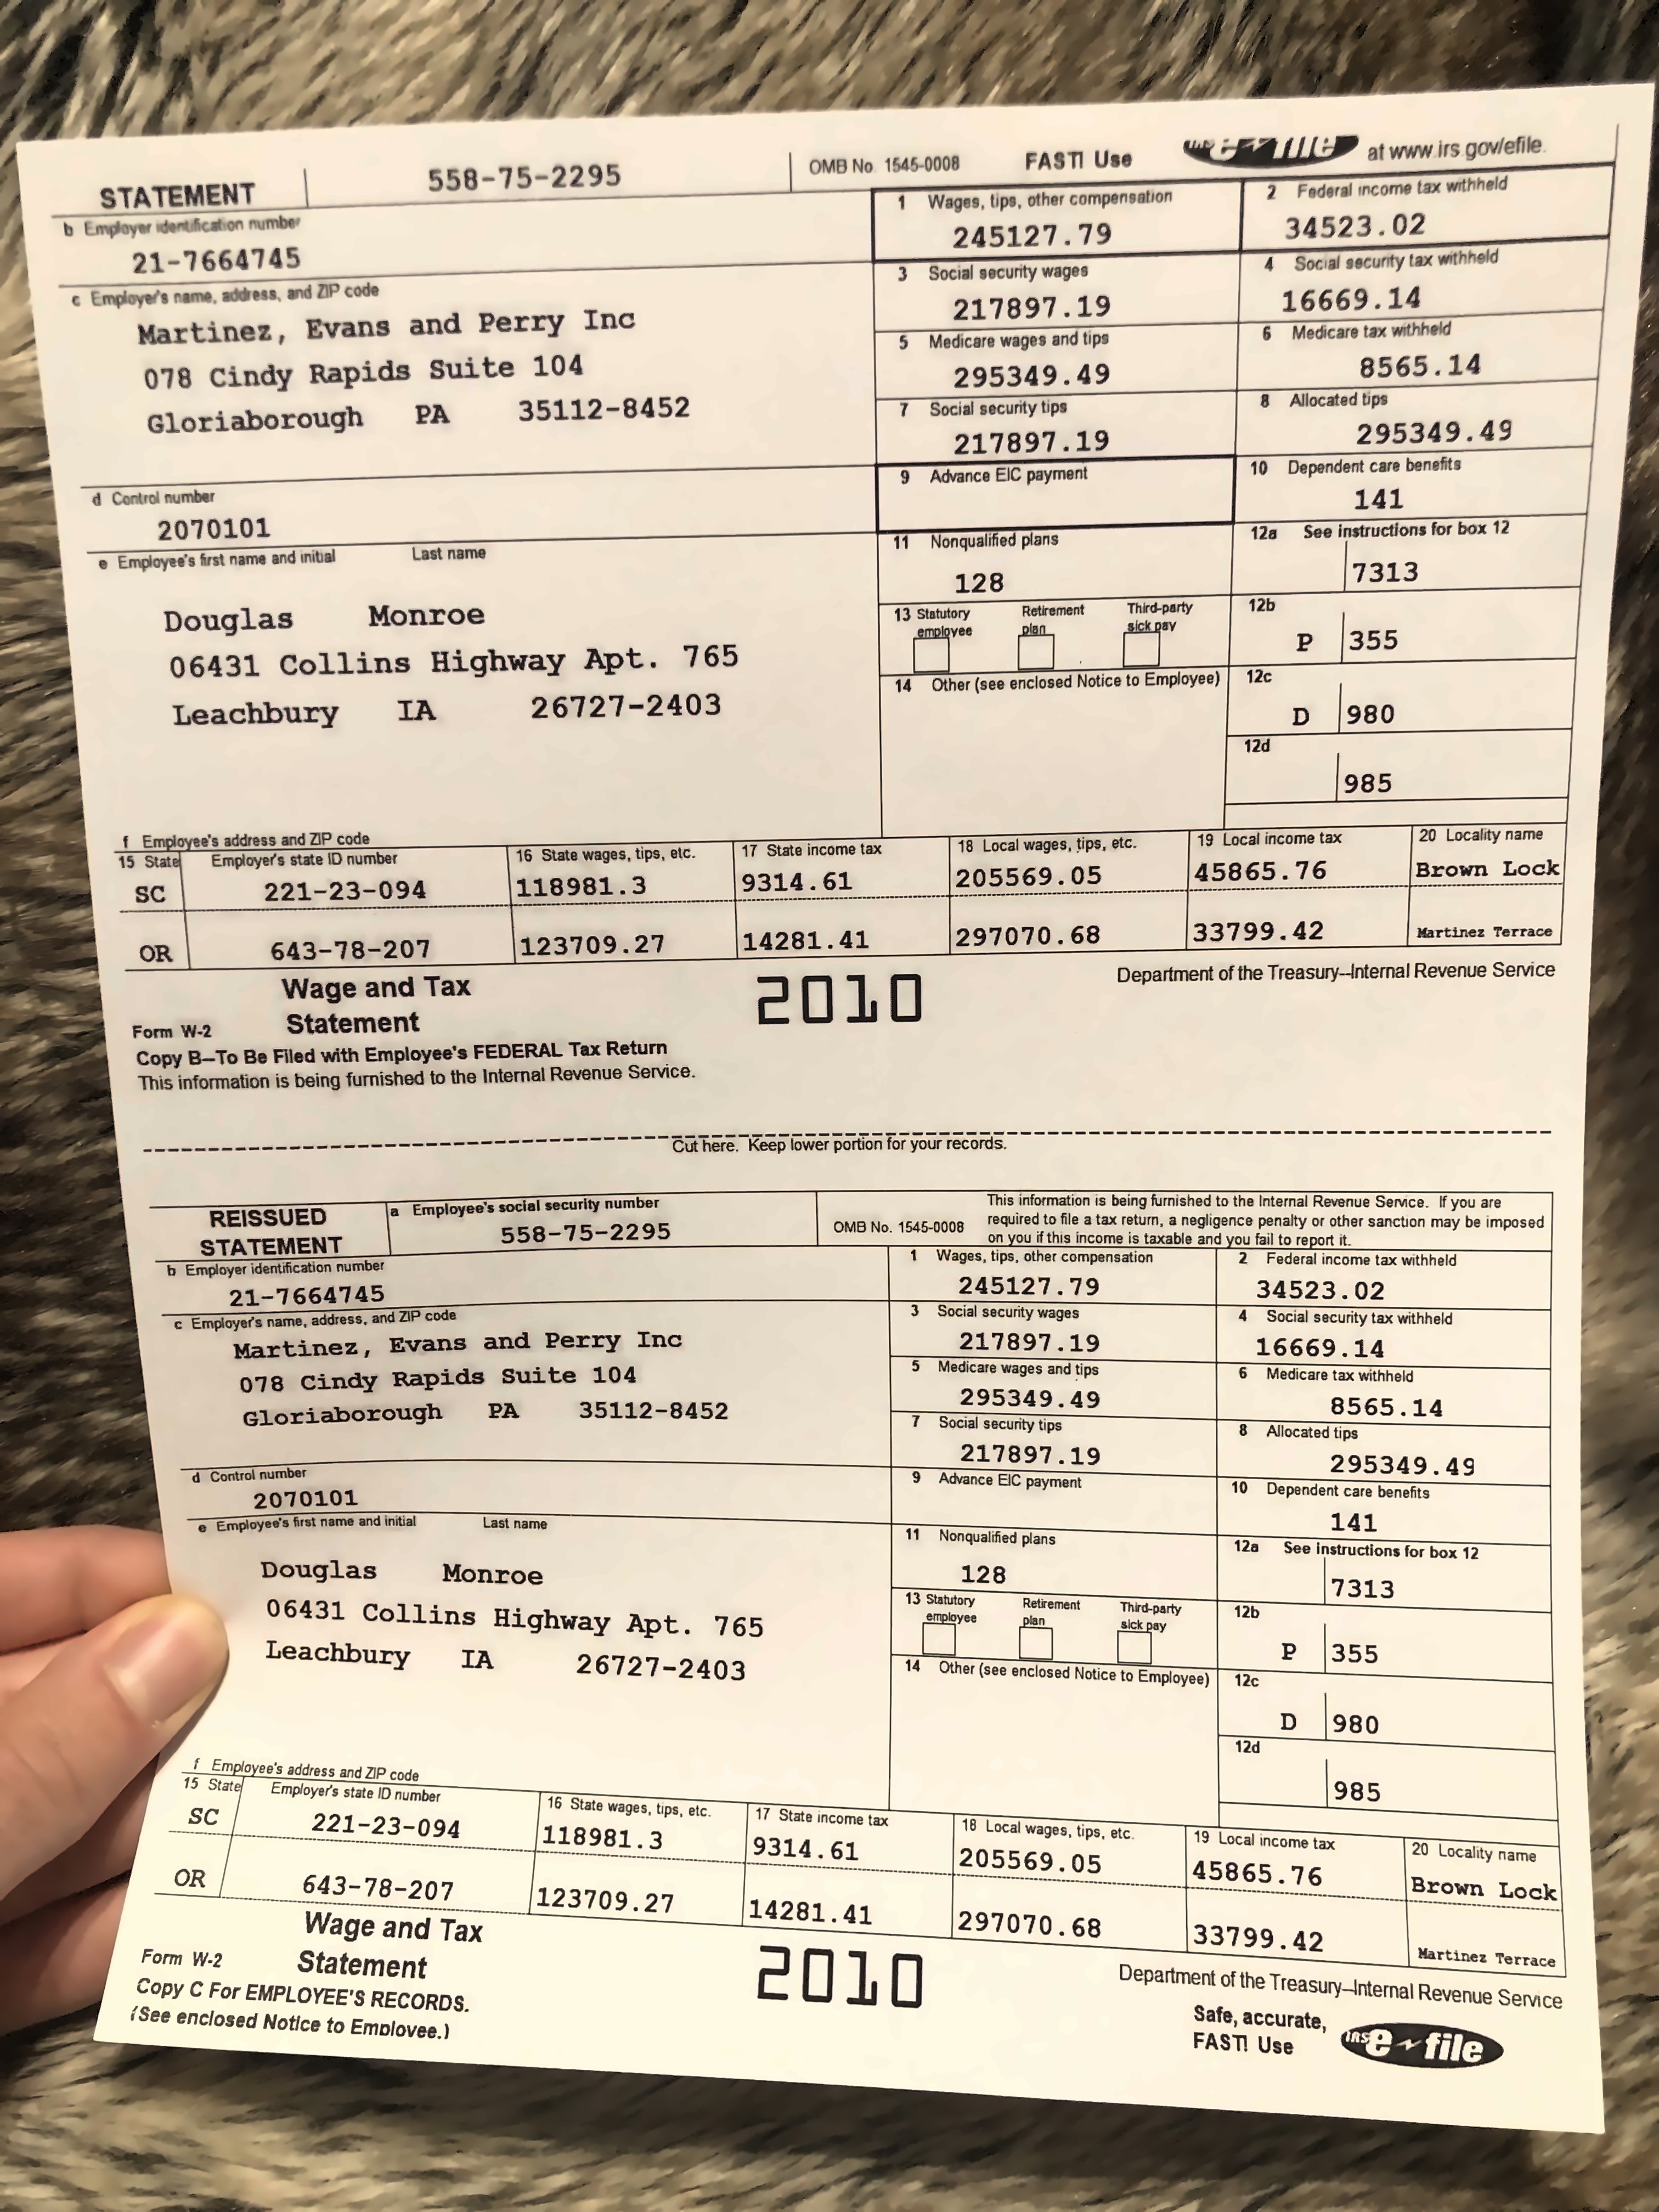 STATEMENT 558-75-2295 OMB No. 1545-0008 FAST! Use e-file at www.irs.gov/efile.
b Employer identification number
21-7664745
1 Wages, tips, other compensation
245127.79
2 Federal income tax withheld
34523.02
c Employer's name, address, and ZIP code
Martinez, Evans and Perry Inc
078 Cindy Rapids Suite 104
Gloriaborough PA 35112-8452
3 Social security wages
217897.19
4 Social security tax withheld
16669.14
5 Medicare wages and tips
295349.49
6 Medicare tax withheld
8565.14
7 Social security tips
217897.19
8 Allocated tips
295349.49
d Control number
2070101
9 Advance EIC payment
10 Dependent care benefits
141
e Employee's first name and initial Last name
Douglas Monroe
06431 Collins Highway Apt. 765
Leachbury IA 26727-2403
11 Nonqualified plans
128
12a See instructions for box 12
7313
13 Statutory employee Retirement plan Third-party sick pay
12b
P 355
14 Other (see enclosed Notice to Employee)
12c
D 980
12d
985
f Employee's address and ZIP code
15 State Employer's state ID number 16 State wages, tips, etc. 17 State income tax 18 Local wages, tips, etc. 19 Local income tax 20 Locality name
SC 221-23-094 118981.3 9314.61 205569.05 45865.76 Brown Lock
OR 643-78-207 123709.27 14281.41 297070.68 33799.42 Martinez Terrace
Wage and Tax
Form W-2 Statement 2010 Department of the Treasury--Internal Revenue Service
Copy B--To Be Filed with Employee's FEDERAL Tax Return
This information is being furnished to the Internal Revenue Service.
Cut here. Keep lower portion for your records.
REISSUED
STATEMENT
a Employee's social security number
558-75-2295
OMB No. 1545-0008
This information is being furnished to the Internal Revenue Service. If you are
required to file a tax return, a negligence penalty or other sanction may be imposed
on you if this income is taxable and you fail to report it.
b Employer identification number
21-7664745
1 Wages, tips, other compensation
245127.79
2 Federal income tax withheld
34523.02
c Employer's name, address, and ZIP code
Martinez, Evans and Perry Inc
078 Cindy Rapids Suite 104
Gloriaborough PA 35112-8452
3 Social security wages
217897.19
4 Social security tax withheld
16669.14
5 Medicare wages and tips
295349.49
6 Medicare tax withheld
8565.14
7 Social security tips
217897.19
8 Allocated tips
295349.49
d Control number
2070101
9 Advance EIC payment
10 Dependent care benefits
141
e Employee's first name and initial Last name
Douglas Monroe
06431 Collins Highway Apt. 765
Leachbury IA 26727-2403
11 Nonqualified plans
128
12a See instructions for box 12
7313
13 Statutory employee Retirement plan Third-party sick pay
12b
P 355
14 Other (see enclosed Notice to Employee)
12c
D 980
12d
985
f Employee's address and ZIP code
15 State Employer's state ID number 16 State wages, tips, etc. 17 State income tax 18 Local wages, tips, etc. 19 Local income tax 20 Locality name
SC 221-23-094 118981.3 9314.61 205569.05 45865.76 Brown Lock
OR 643-78-207 123709.27 14281.41 297070.68 33799.42 Martinez Terrace
Wage and Tax
Form W-2 Statement 2010 Department of the Treasury--Internal Revenue Service
Copy C For EMPLOYEE'S RECORDS.
(See enclosed Notice to Employee.)
Safe, accurate,
FAST! Use IRS e-file